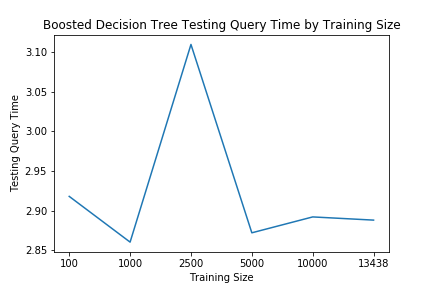 Boosted Decision Tree Testing Query Time by Training Size
Testing Query Time
3.10
3.05
3.00
2.95
2.90
2.85
100 1000 2500 5000 10000 13438
Training Size